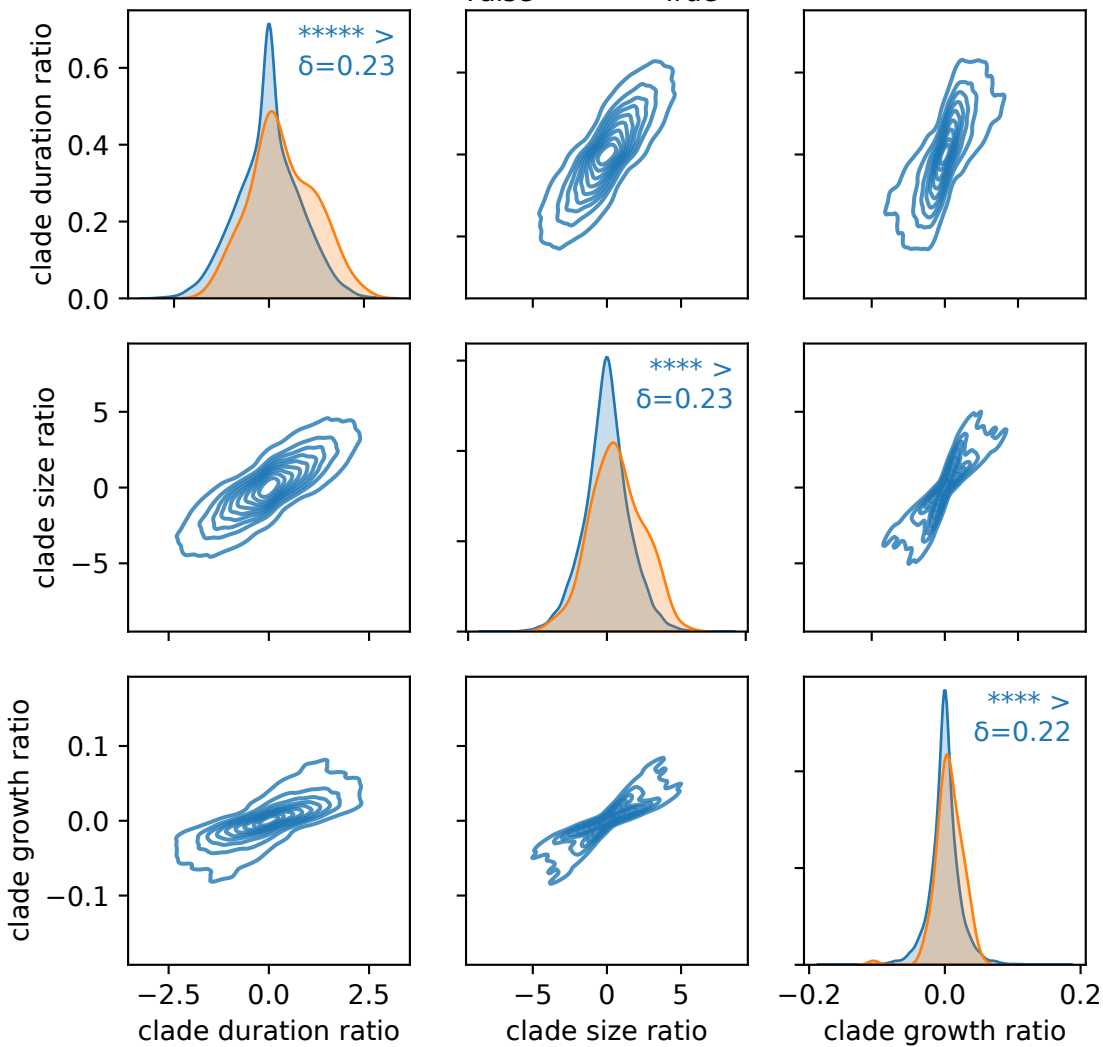 clade duration ratio
0.6
0.4
0.2
0.0
***** >
δ=0.23
clade size ratio
5
0
−5
**** >
δ=0.23
clade growth ratio
0.1
0.0
−0.1
**** >
δ=0.22
−2.5 0.0 2.5
−5 0 5
−0.2 0.0 0.2
clade duration ratio
clade size ratio
clade growth ratio